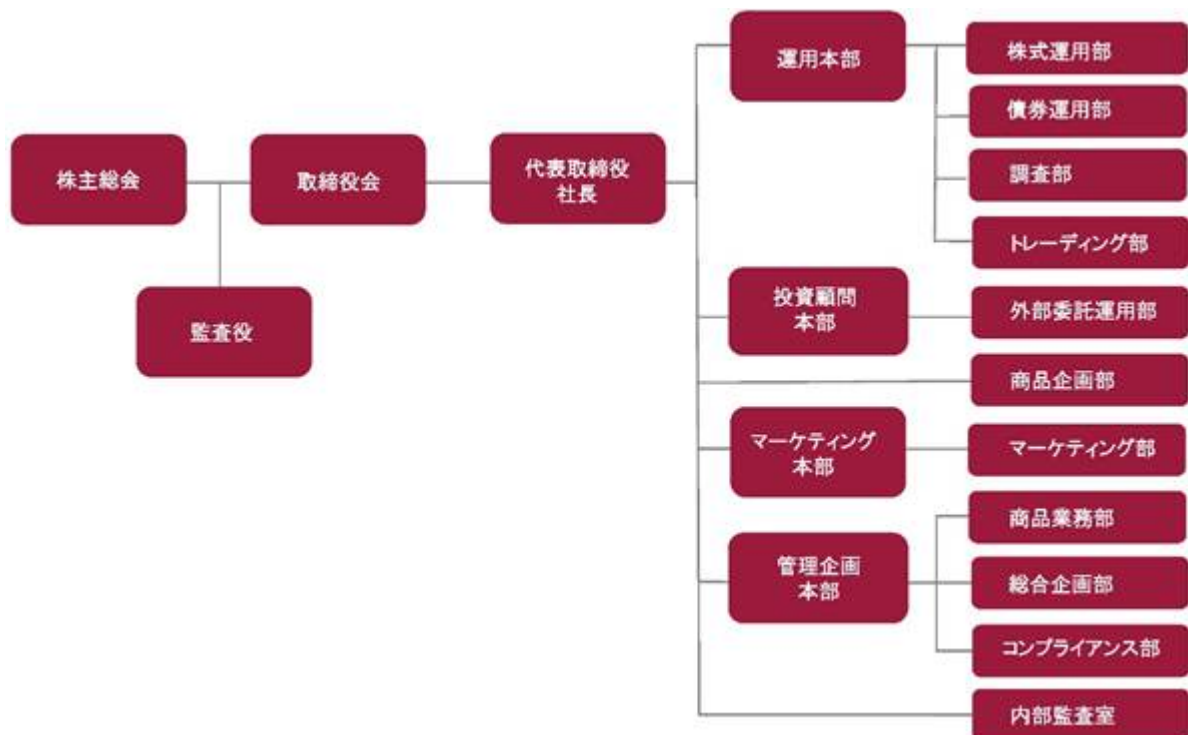 株主総会
取締役会
監査役
代表取締役
社長
運用本部
株式運用部
債券運用部
調査部
トレーディング部
投資顧問
本部
外部委託運用部
商品企画部
マーケティング
本部
マーケティング部
管理企画
本部
商品業務部
総合企画部
コンプライアンス部
内部監査室